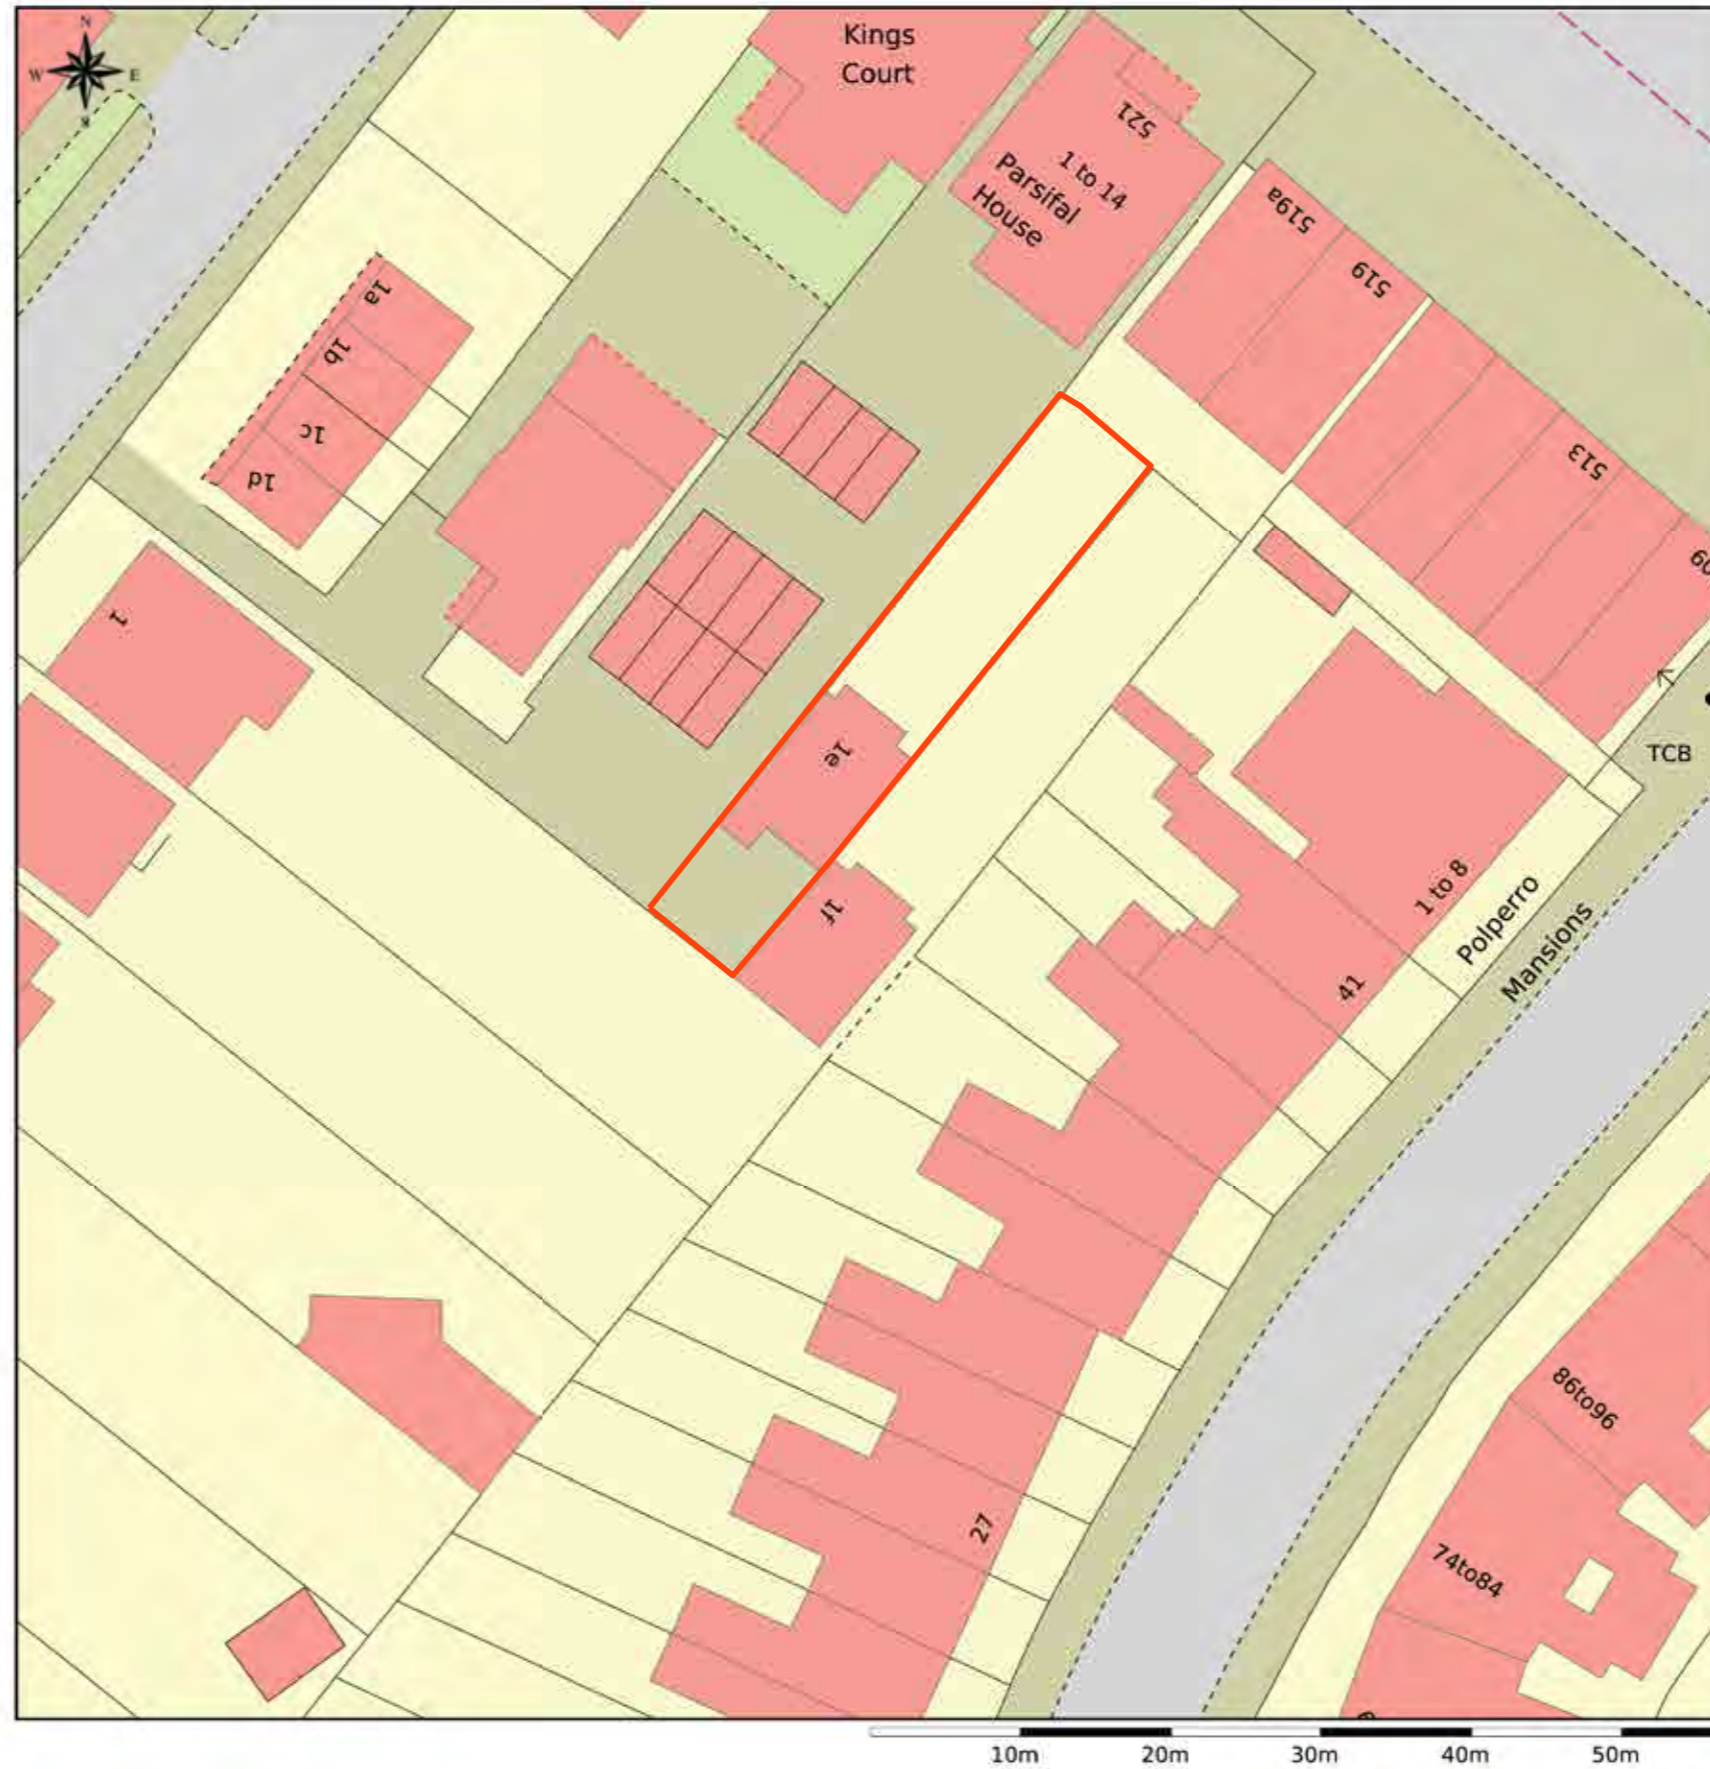 N
W E
S
Kings
Court
521
1 to 14
Parsifal
House
519a
519
513
1a
1b
1c
1d
1
1e
1f
TCB
1 to 8
Polperro
Mansions
41
27
86to96
74to84
10m 20m 30m 40m 50m